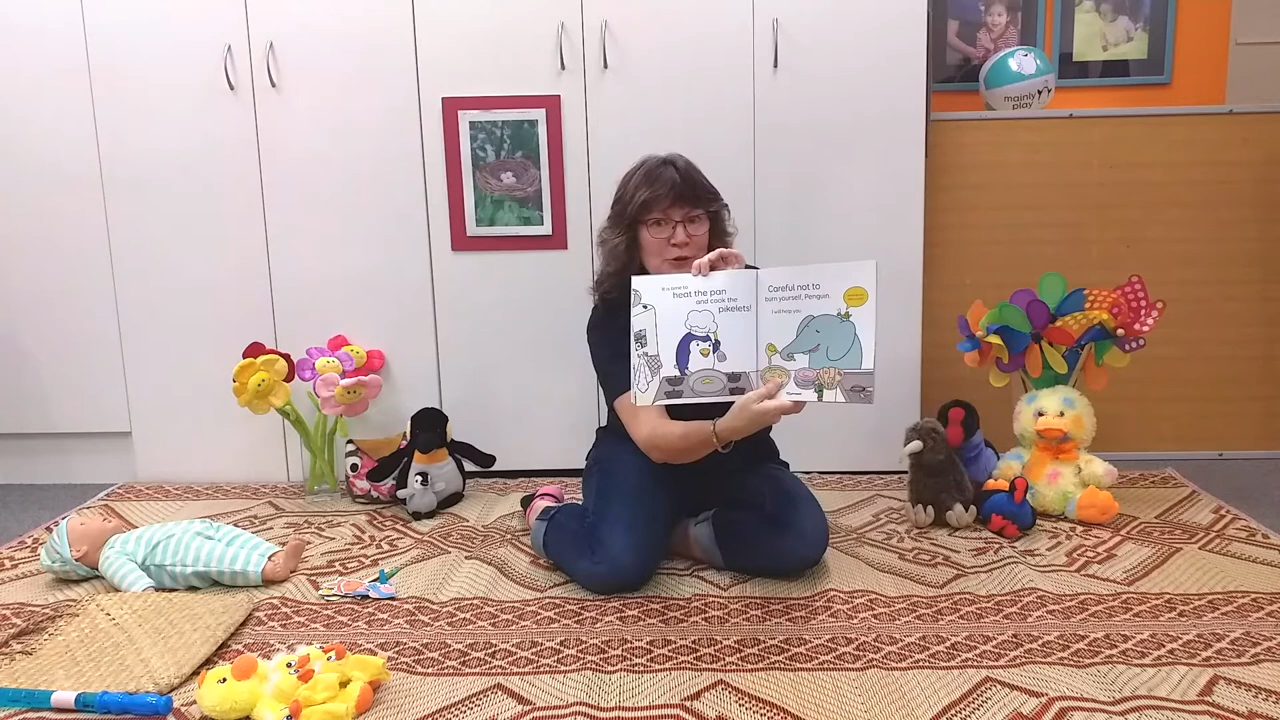 mainly
play
It is time to
heat the pan
and cook the
pikelets!
Careful not to
burn yourself, Penguin.
I will help you.